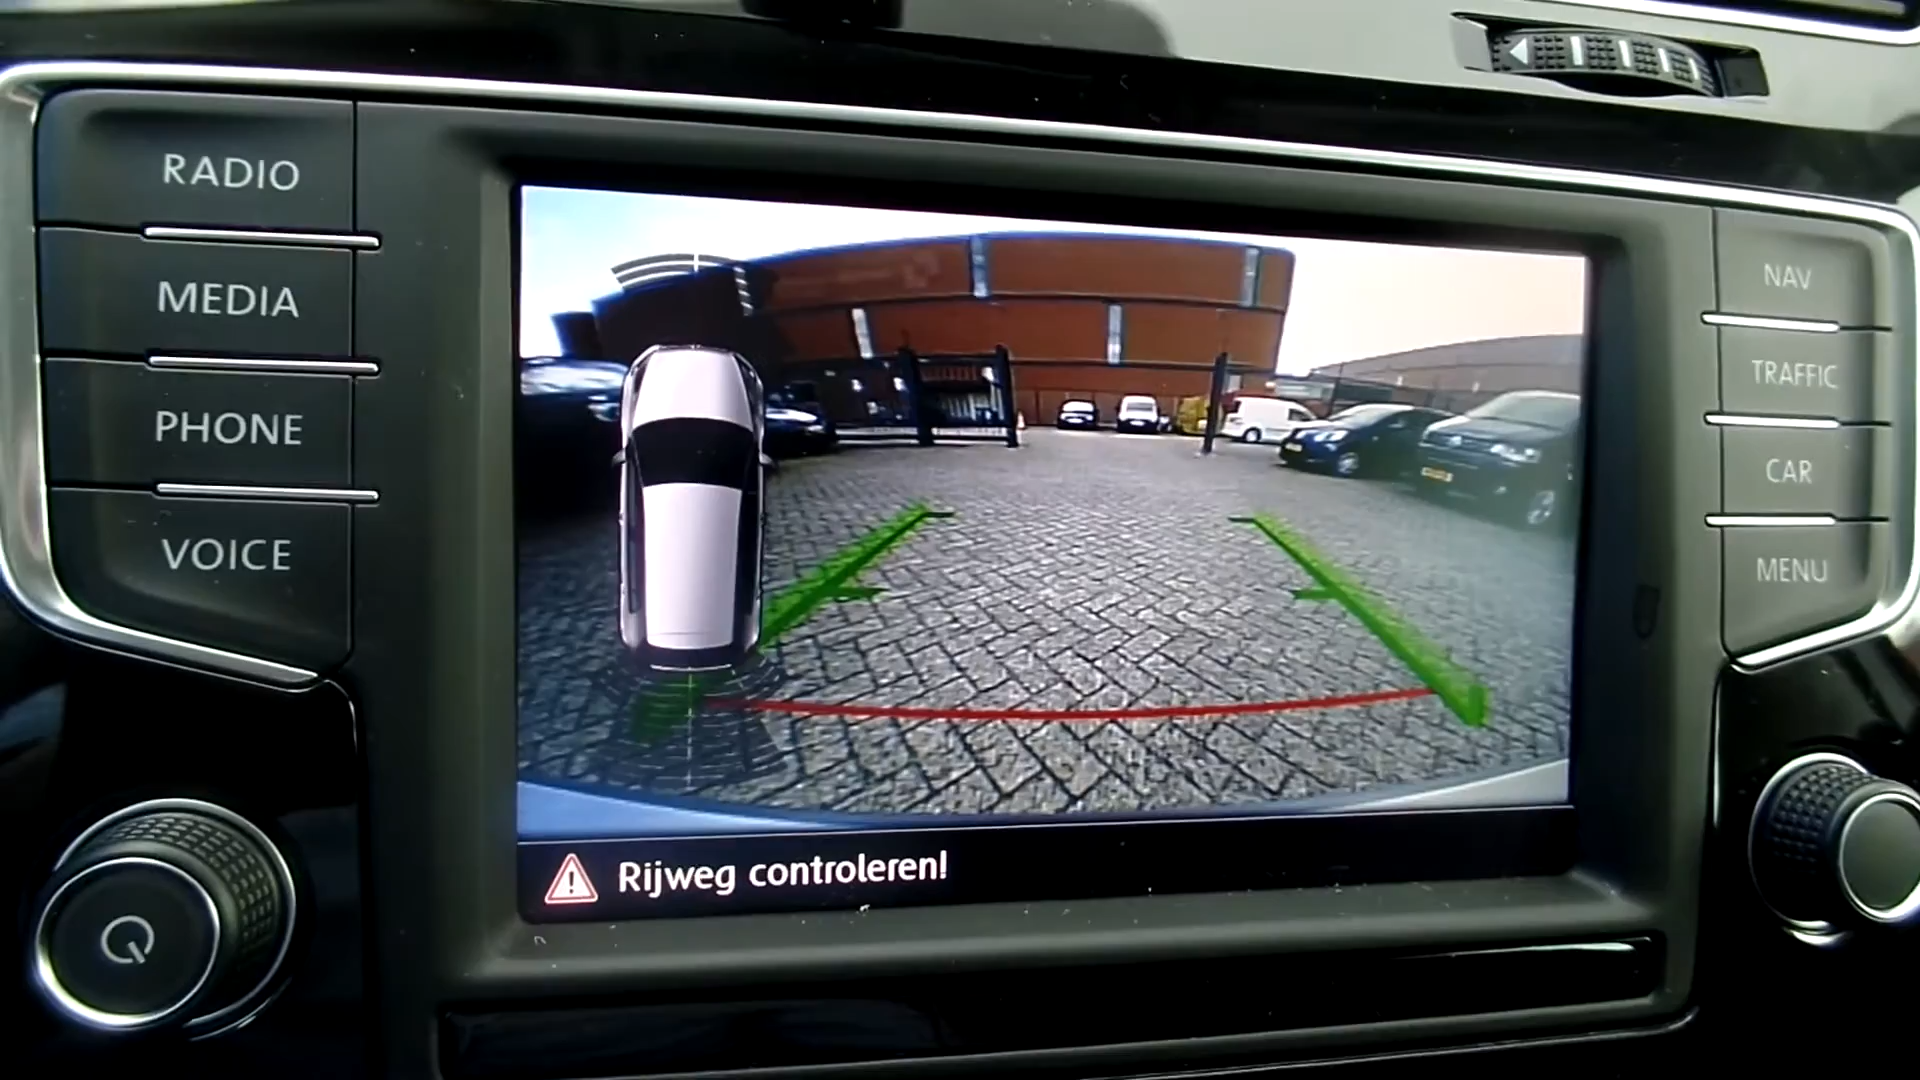 RADIO
MEDIA
PHONE
VOICE
NAV
TRAFFIC
CAR
MENU
Rijweg controleren!